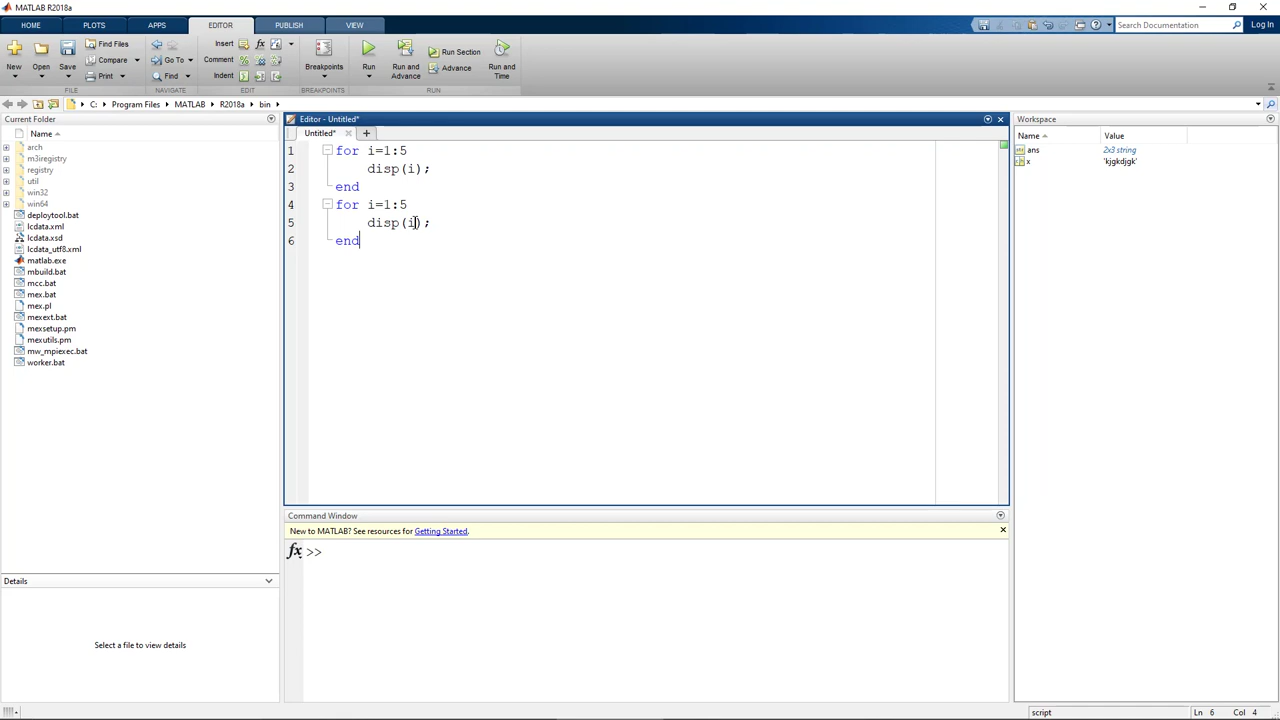 MATLAB R2018a
HOME PLOTS APPS EDITOR PUBLISH VIEW Search Documentation Log In
New Open Save Find Files Compare Print Go To Find Insert Comment Indent fx Breakpoints Run Run and Advance Run Section Advance Run and Time
FILE NAVIGATE EDIT BREAKPOINTS RUN
C: Program Files MATLAB R2018a bin
Current Folder
Name
arch
m3iregistry
registry
util
win32
win64
deploytool.bat
lcdata.xml
lcdata.xsd
lcdata_utf8.xml
matlab.exe
mbuild.bat
mcc.bat
mex.bat
mex.pl
mexext.bat
mexsetup.pm
mexutils.pm
mw_mpiexec.bat
worker.bat
Details
Select a file to view details
Editor - Untitled*
Untitled*
1 for i=1:5
2 disp(i);
3 end
4 for i=1:5
5 disp(i);
6 end
Command Window
New to MATLAB? See resources for Getting Started.
fx >>
Workspace
Name Value
ans 2x3 string
x 'kjgkdjgk'
script Ln 6 Col 4